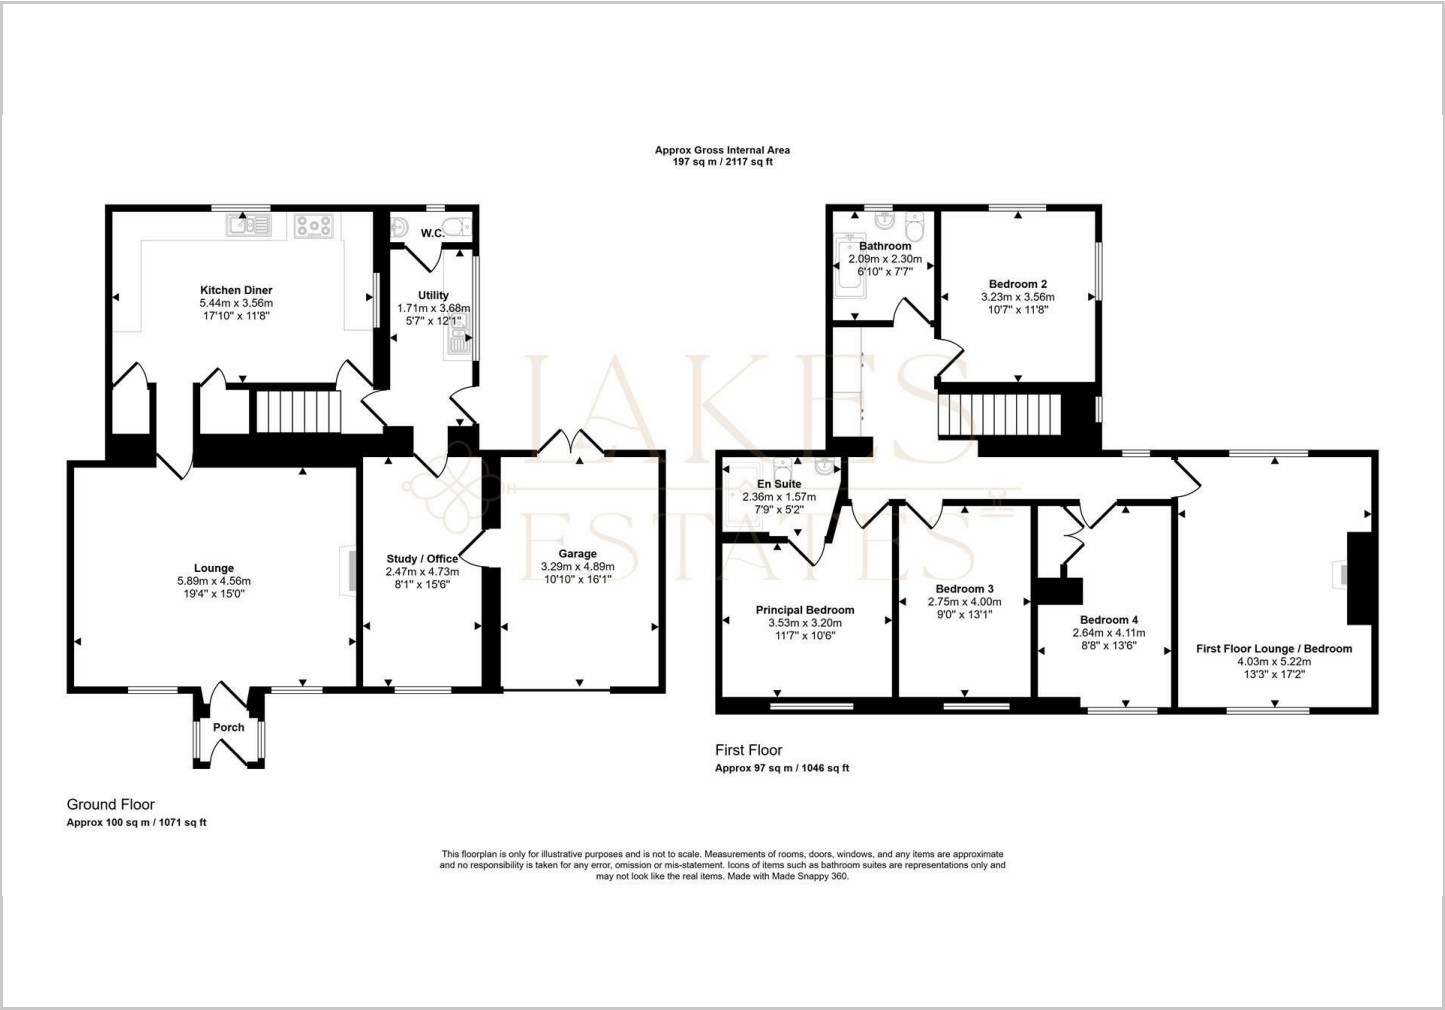 Approx Gross Internal Area
197 sq m / 2117 sq ft
W.C.
Kitchen Diner
5.44m x 3.56m
17'10" x 11'8"
Utility
1.71m x 3.68m
5'7" x 12'1"
Lounge
5.89m x 4.56m
19'4" x 15'0"
Study / Office
2.47m x 4.73m
8'1" x 15'6"
Garage
3.29m x 4.89m
10'10" x 16'1"
Porch
Ground Floor
Approx 100 sq m / 1071 sq ft
Bathroom
2.09m x 2.30m
6'10" x 7'7"
Bedroom 2
3.23m x 3.56m
10'7" x 11'8"
En Suite
2.36m x 1.57m
7'9" x 5'2"
Principal Bedroom
3.53m x 3.20m
11'7" x 10'6"
Bedroom 3
2.75m x 4.00m
9'0" x 13'1"
Bedroom 4
2.64m x 4.11m
8'8" x 13'6"
First Floor Lounge / Bedroom
4.03m x 5.22m
13'3" x 17'2"
First Floor
Approx 97 sq m / 1046 sq ft
LAKES
ESTATES
This floorplan is only for illustrative purposes and is not to scale. Measurements of rooms, doors, windows, and any items are approximate
and no responsibility is taken for any error, omission or mis-statement. Icons of items such as bathroom suites are representations only and
may not look like the real items. Made with Made Snappy 360.